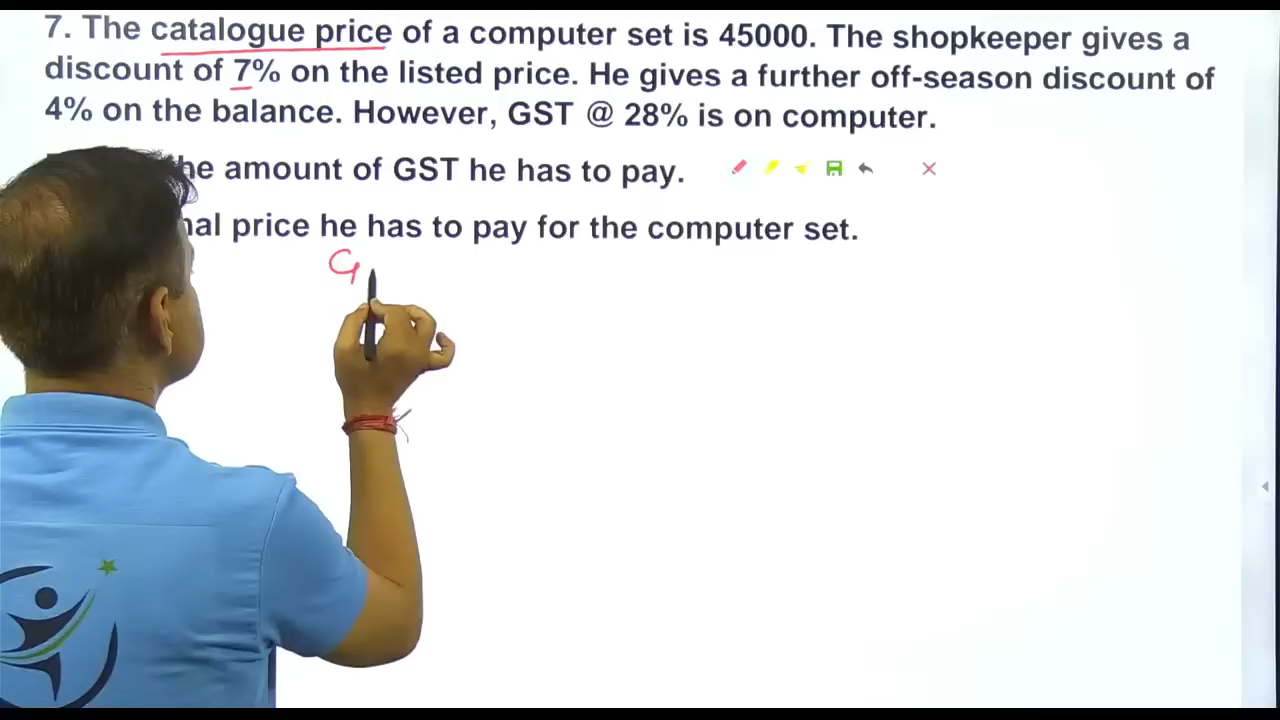 7. The catalogue price of a computer set is 45000. The shopkeeper gives a
discount of 7% on the listed price. He gives a further off-season discount of
4% on the balance. However, GST @ 28% is on computer.
the amount of GST he has to pay.
price he has to pay for the computer set.
G